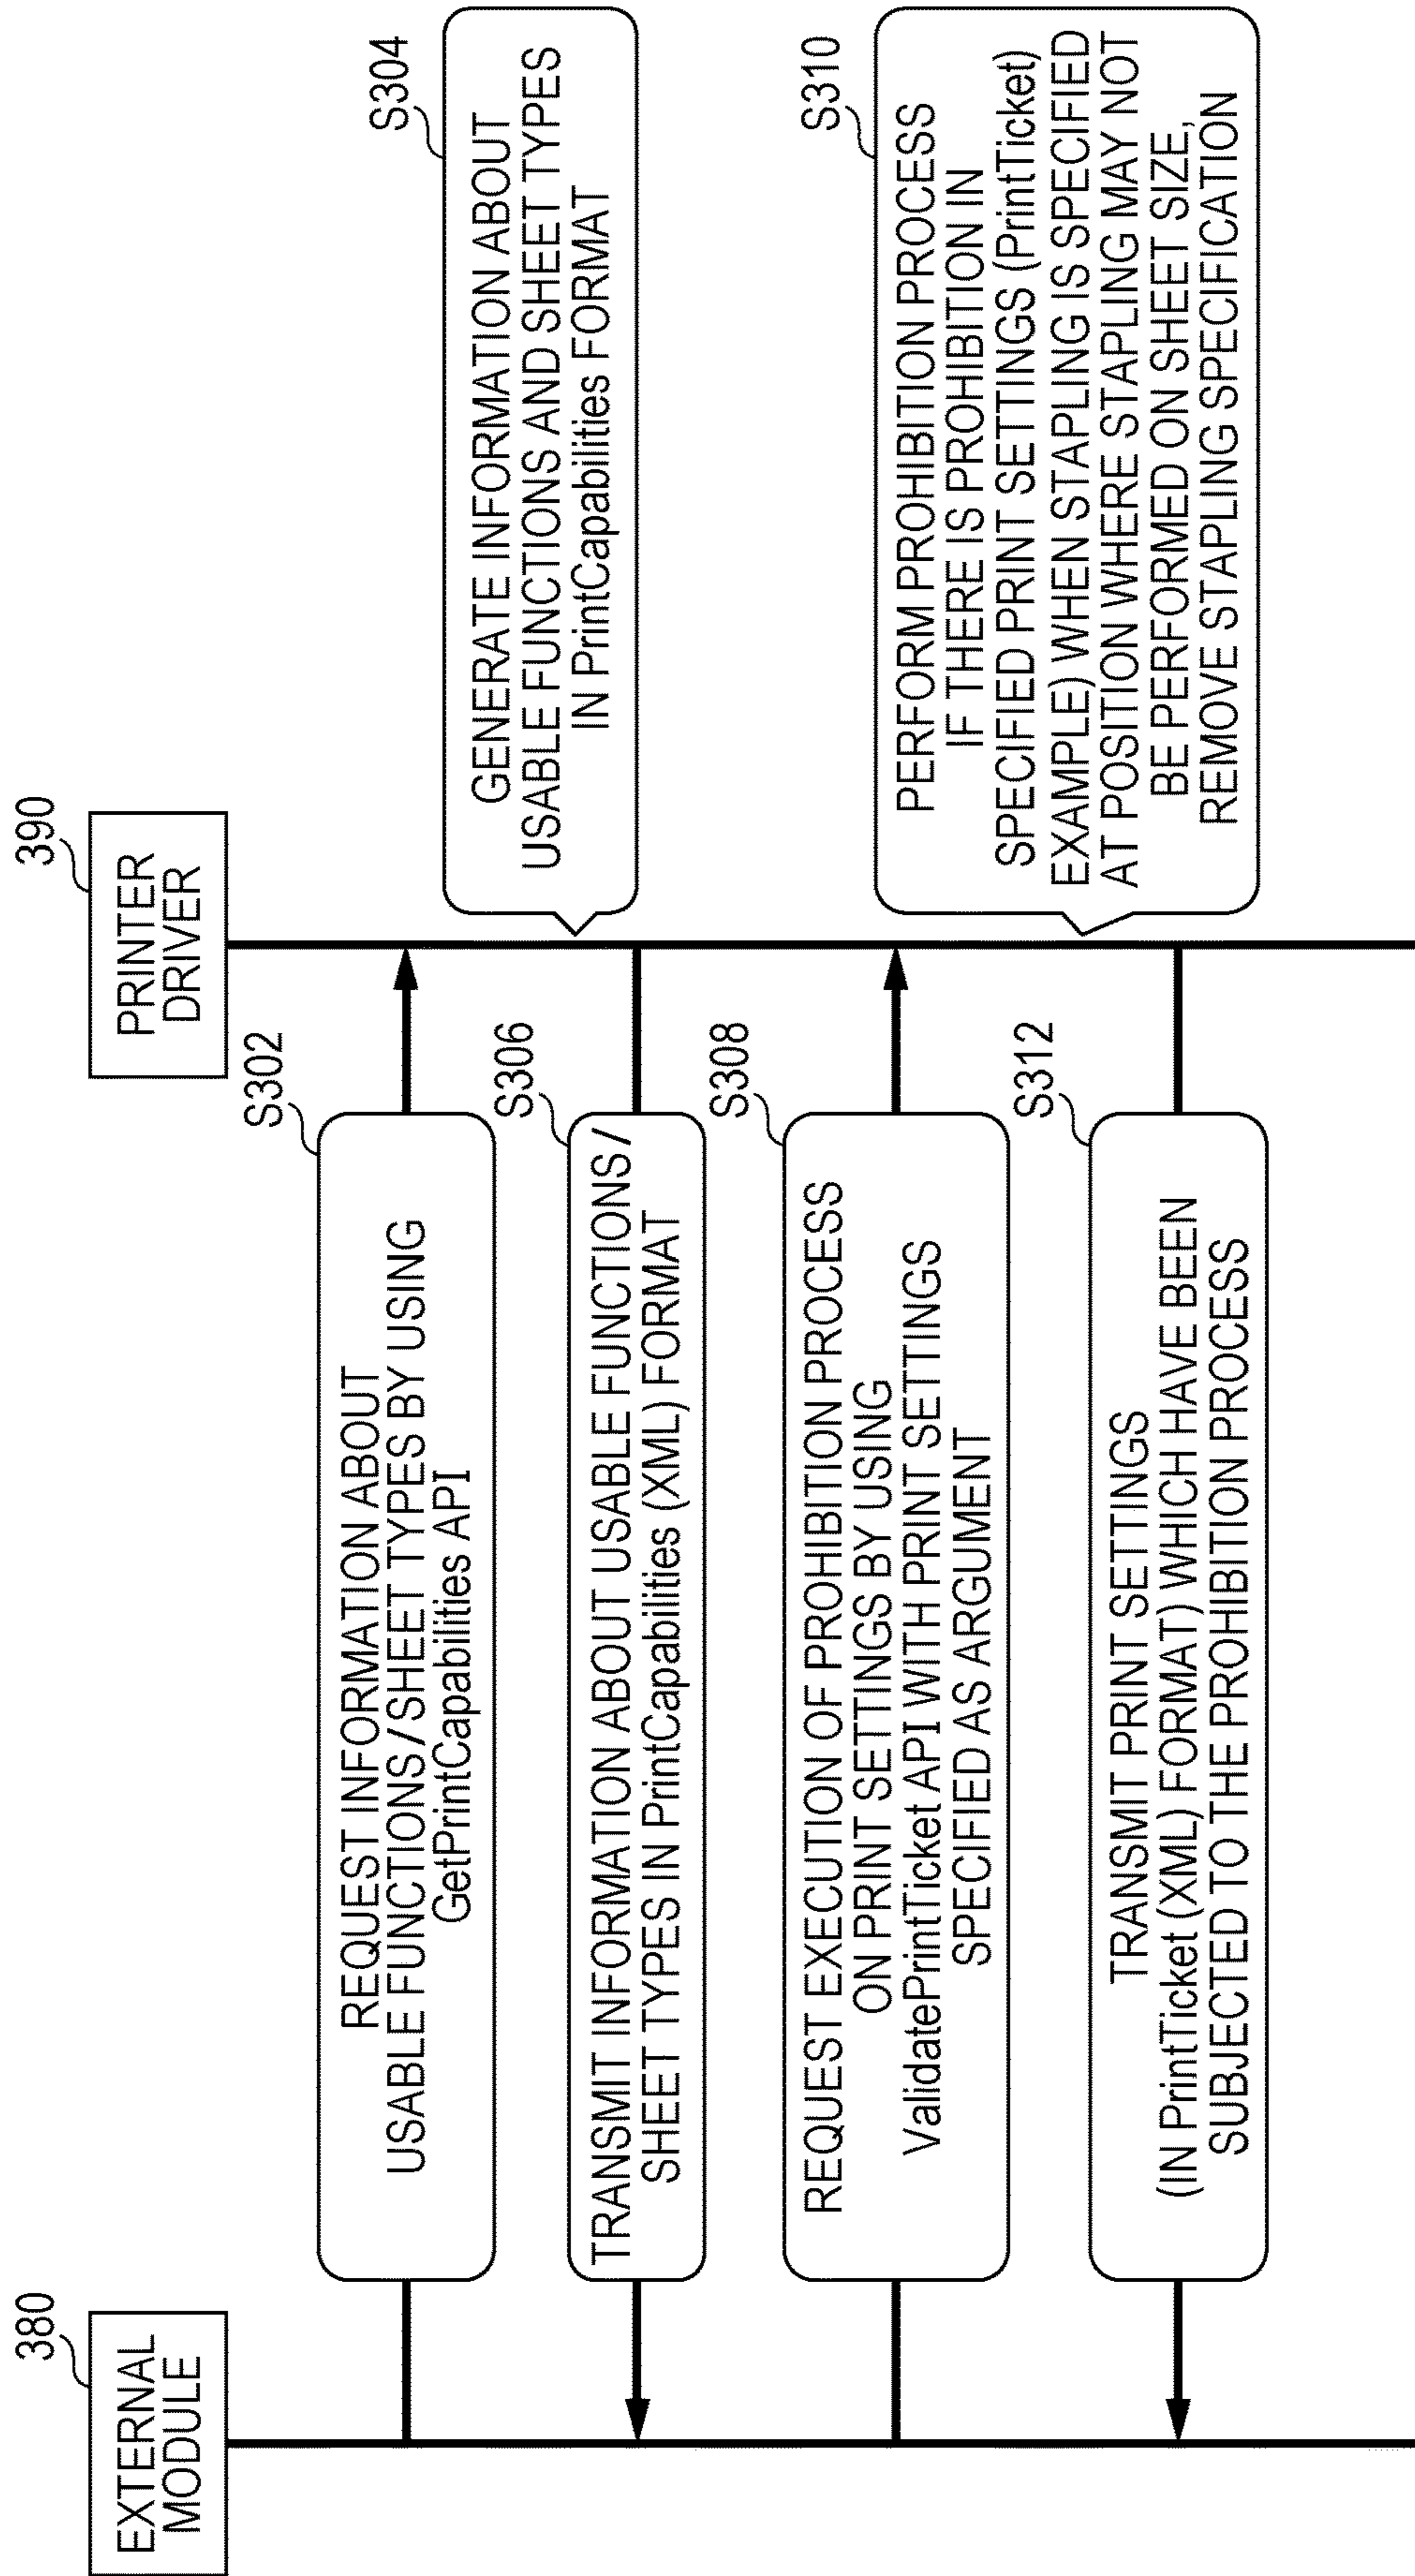 380
EXTERNAL
MODULE
390
PRINTER
DRIVER
S302
REQUEST INFORMATION ABOUT
USABLE FUNCTIONS/SHEET TYPES BY USING
GetPrintCapabilities API
S304
GENERATE INFORMATION ABOUT
USABLE FUNCTIONS AND SHEET TYPES
IN PrintCapabilities FORMAT
S306
TRANSMIT INFORMATION ABOUT USABLE FUNCTIONS/
SHEET TYPES IN PrintCapabilities (XML) FORMAT
S308
REQUEST EXECUTION OF PROHIBITION PROCESS
ON PRINT SETTINGS BY USING
ValidatePrintTicket API WITH PRINT SETTINGS
SPECIFIED AS ARGUMENT
S310
PERFORM PROHIBITION PROCESS
IF THERE IS PROHIBITION IN
SPECIFIED PRINT SETTINGS (PrintTicket)
EXAMPLE) WHEN STAPLING IS SPECIFIED
AT POSITION WHERE STAPLING MAY NOT
BE PERFORMED ON SHEET SIZE,
REMOVE STAPLING SPECIFICATION
S312
TRANSMIT PRINT SETTINGS
(IN PrintTicket (XML) FORMAT) WHICH HAVE BEEN
SUBJECTED TO THE PROHIBITION PROCESS